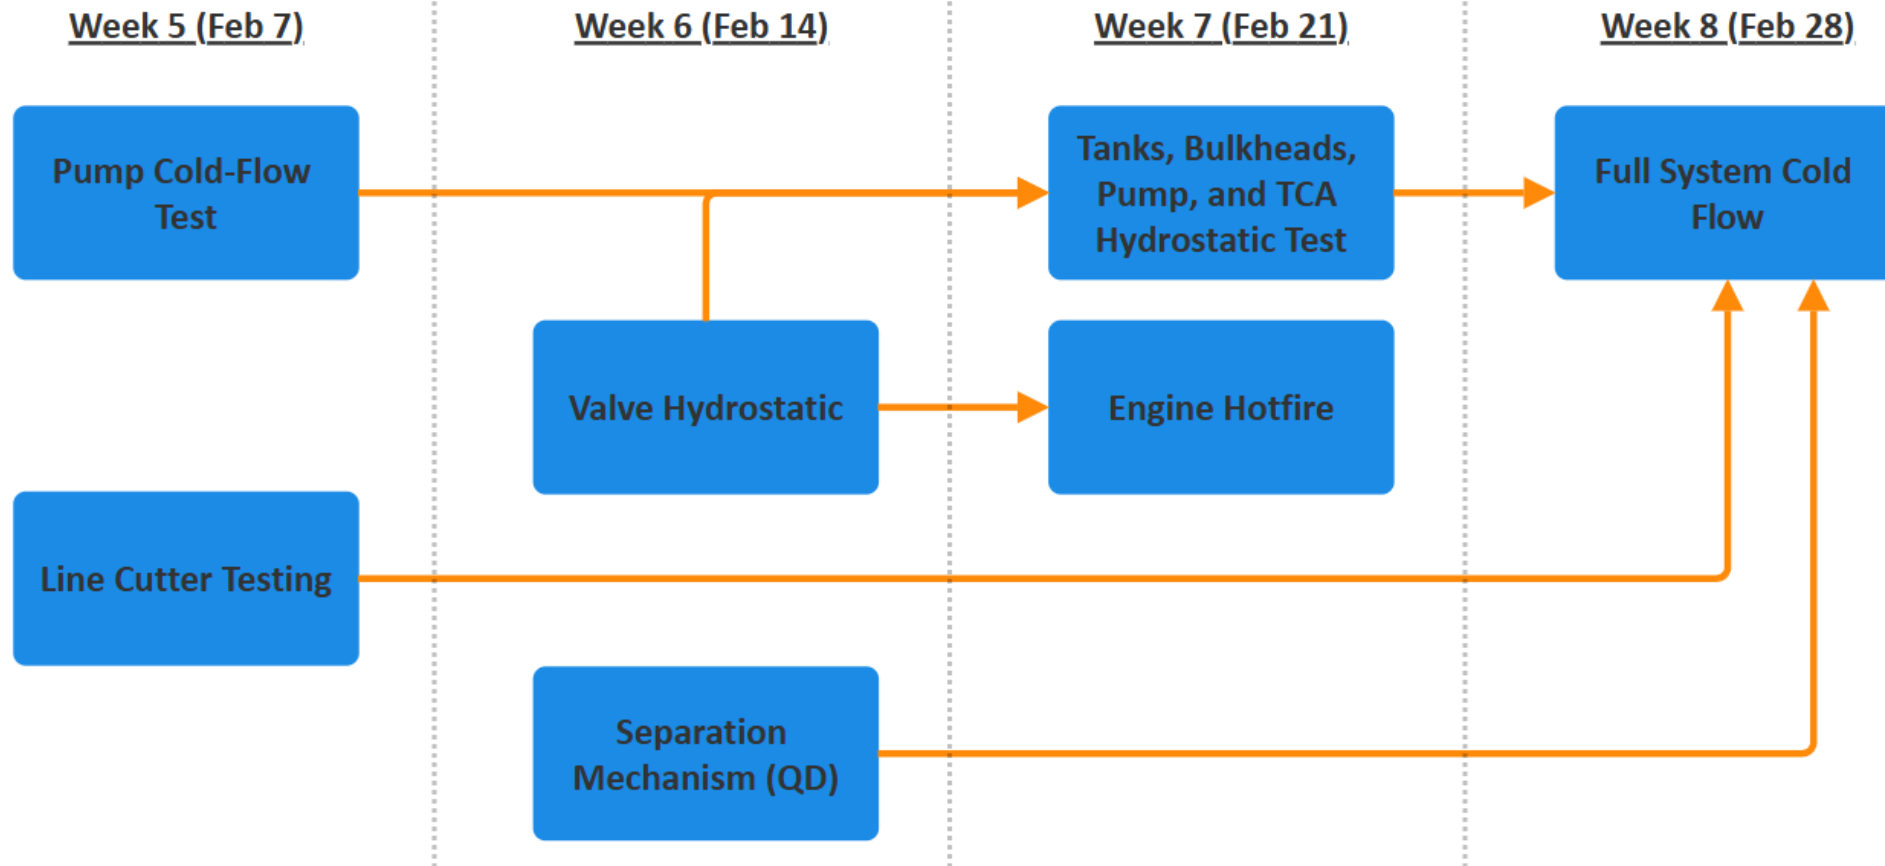 Week 5 (Feb 7)
Week 6 (Feb 14)
Week 7 (Feb 21)
Week 8 (Feb 28)
Pump Cold-Flow
Test
Tanks, Bulkheads,
Pump, and TCA
Hydrostatic Test
Full System Cold
Flow
Valve Hydrostatic
Engine Hotfire
Line Cutter Testing
Separation
Mechanism (QD)